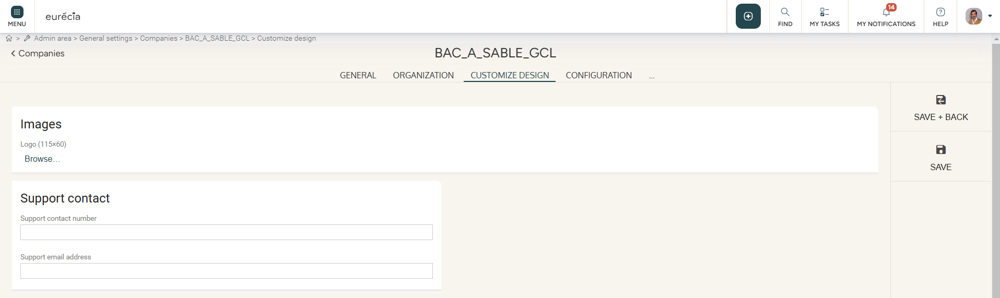 MENU
eurécia
FIND
MY TASKS
14
MY NOTIFICATIONS
HELP
> Admin area > General settings > Companies > BAC_A_SABLE_GCL > Customize design
Companies
BAC_A_SABLE_GCL
GENERAL ORGANIZATION CUSTOMIZE DESIGN CONFIGURATION ...
Images
Logo (115×60)
Browse...
SAVE + BACK
SAVE
Support contact
Support contact number
Support email address